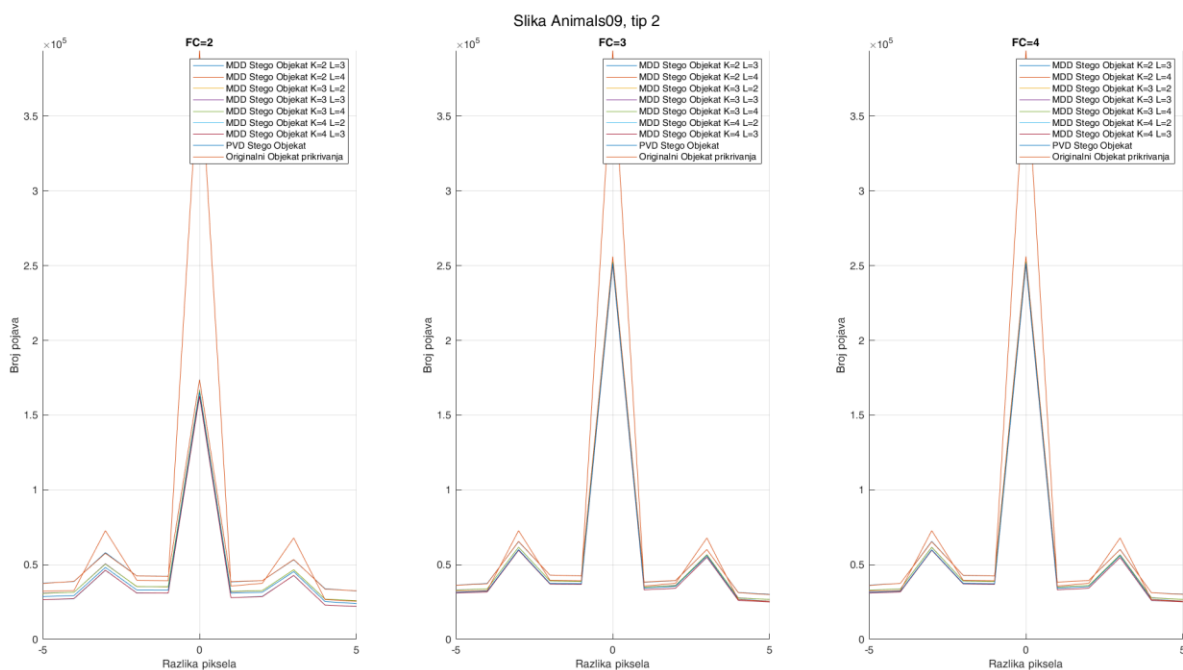 Slika Animals09, tip 2
×10⁵
FC=2
MDD Stego Objekat K=2 L=3
MDD Stego Objekat K=2 L=4
MDD Stego Objekat K=3 L=2
MDD Stego Objekat K=3 L=3
MDD Stego Objekat K=3 L=4
MDD Stego Objekat K=4 L=2
MDD Stego Objekat K=4 L=3
PVD Stego Objekat
Originalni Objekat prikrivanja
3.5
3
2.5
2
1.5
1
0.5
0
Broj pojava
-5
0
5
Razlika piksela
×10⁵
FC=3
MDD Stego Objekat K=2 L=3
MDD Stego Objekat K=2 L=4
MDD Stego Objekat K=3 L=2
MDD Stego Objekat K=3 L=3
MDD Stego Objekat K=3 L=4
MDD Stego Objekat K=4 L=2
MDD Stego Objekat K=4 L=3
PVD Stego Objekat
Originalni Objekat prikrivanja
3.5
3
2.5
2
1.5
1
0.5
0
Broj pojava
-5
0
5
Razlika piksela
×10⁵
FC=4
MDD Stego Objekat K=2 L=3
MDD Stego Objekat K=2 L=4
MDD Stego Objekat K=3 L=2
MDD Stego Objekat K=3 L=3
MDD Stego Objekat K=3 L=4
MDD Stego Objekat K=4 L=2
MDD Stego Objekat K=4 L=3
PVD Stego Objekat
Originalni Objekat prikrivanja
3.5
3
2.5
2
1.5
1
0.5
0
Broj pojava
-5
0
5
Razlika piksela